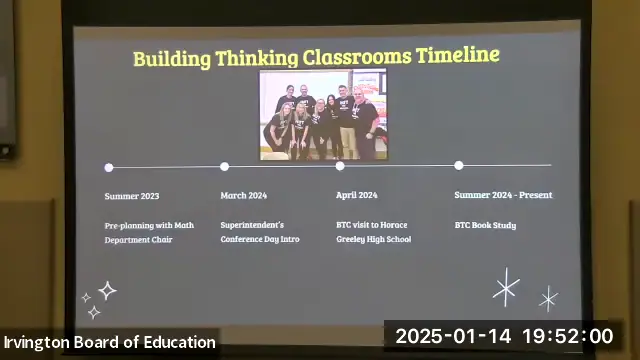 Building Thinking Classrooms Timeline
Summer 2023
Pre-planning with Math
Department Chair
March 2024
Superintendent's
Conference Day Intro
April 2024
BTC visit to Horace
Greeley High School
Summer 2024 - Present
BTC Book Study
Irvington Board of Education
2025-01-14 19:52:00